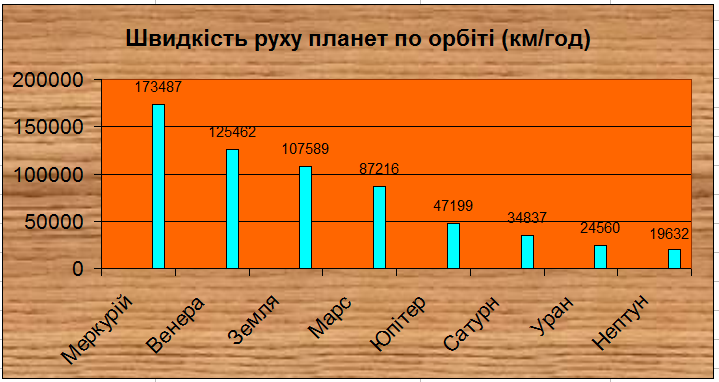 Швидкість руху планет по орбіті (км/год)
200000
150000
100000
50000
0
173487
125462
107589
87216
47199
34837
24560
19632
Меркурій
Венера
Земля
Марс
Юпітер
Сатурн
Уран
Нептун